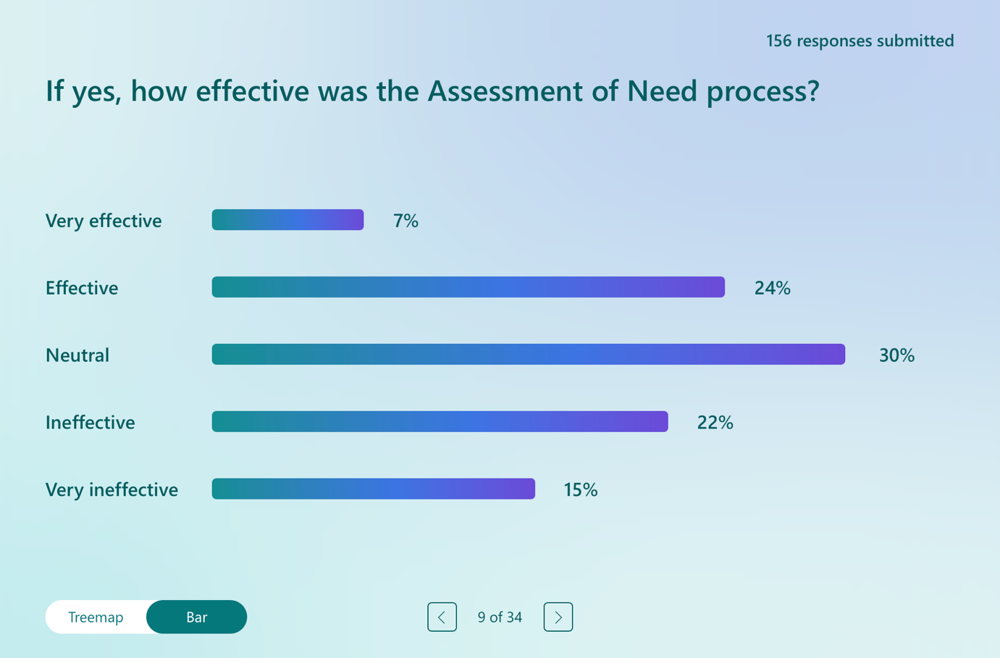 156 responses submitted
If yes, how effective was the Assessment of Need process?
Very effective 7%
Effective 24%
Neutral 30%
Ineffective 22%
Very ineffective 15%
Treemap Bar 9 of 34